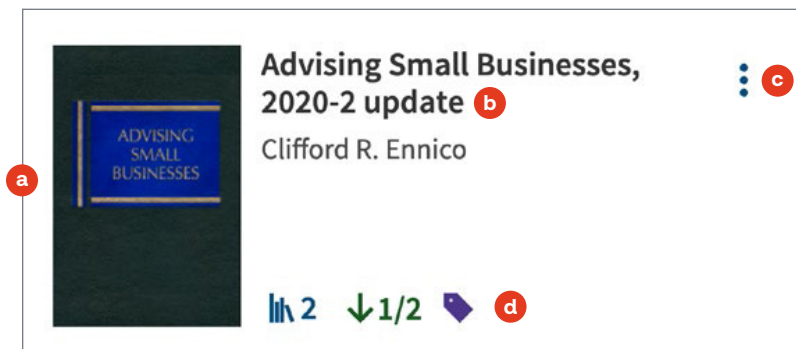 Advising Small Businesses,
2020-2 update b
c
Clifford R. Ennico
a
ADVISING
SMALL
BUSINESSES
2 1/2 d